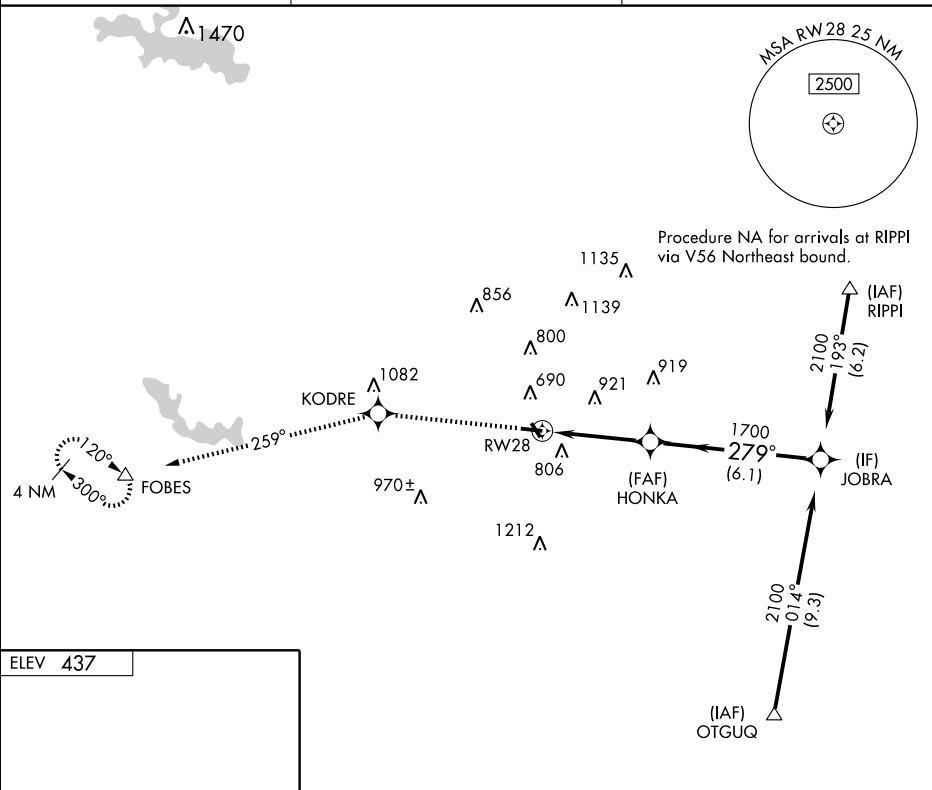 1470
MSA RW28 25 NM
2500
Procedure NA for arrivals at RIPPI
via V56 Northeast bound.
1135
856
1139
(IAF)
RIPPI
2100
193°
(6.2)
800
1082
690
921
919
KODRE
259°
RW28
806
1700
279°
(6.1)
(FAF)
HONKA
(IF)
JOBRA
120°
300°
4 NM
FOBES
970±
1212
2100
014°
(9.3)
ELEV 437
(IAF)
OTGUQ